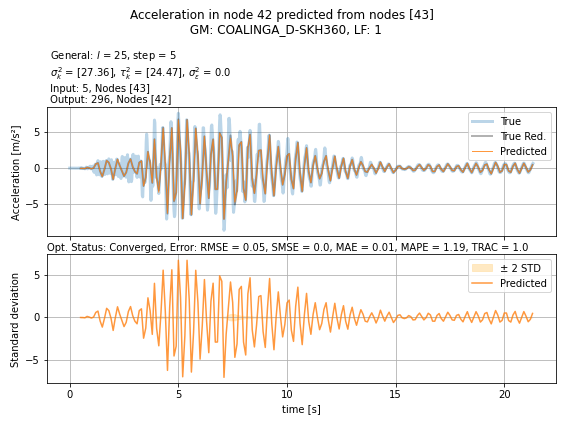 Acceleration in node 42 predicted from nodes [43]
GM: COALINGA_D-SKH360, LF: 1
General: l = 25, step = 5
σ²ₖ = [27.36], τ²ₖ = [24.47], σ²ₑ = 0.0
Input: 5, Nodes [43]
Output: 296, Nodes [42]
Acceleration [m/s²]
5
0
−5
True
True Red.
Predicted
Opt. Status: Converged, Error: RMSE = 0.05, SMSE = 0.0, MAE = 0.01, MAPE = 1.19, TRAC = 1.0
Standard deviation
5
0
−5
± 2 STD
Predicted
0 5 10 15 20
time [s]